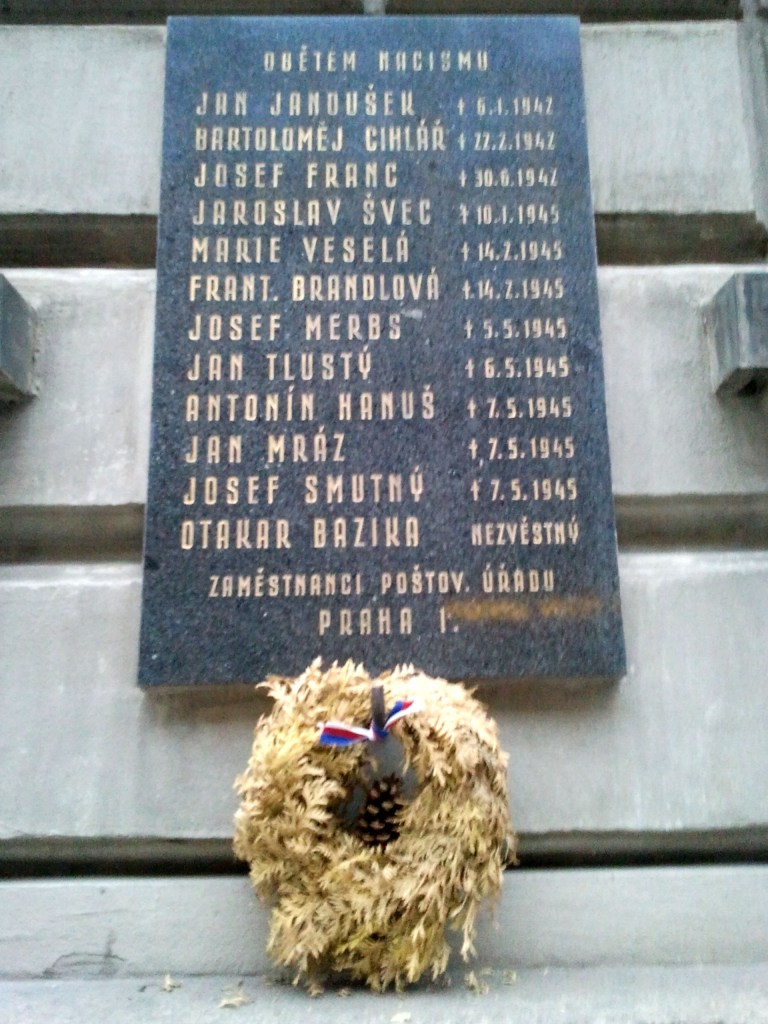 OBĚTEM NACISMU
JAN JANOUŠEK † 6.1.1942
BARTOLOMĚJ CIHLÁŘ † 22.2.1942
JOSEF FRANC † 30.6.1942
JAROSLAV ŠVEC † 10.1.1945
MARIE VESELÁ † 14.2.1945
FRANT. BRANDLOVÁ † 14.2.1945
JOSEF MERBS † 5.5.1945
JAN TLUSTÝ † 6.5.1945
ANTONÍN HANUŠ † 7.5.1945
JAN MRÁZ † 7.5.1945
JOSEF SMUTNÝ † 7.5.1945
OTAKAR BAZIKA NEZVĚSTNÝ
ZAMĚSTNANCI POŠTOV. ÚŘADU
PRAHA 1.